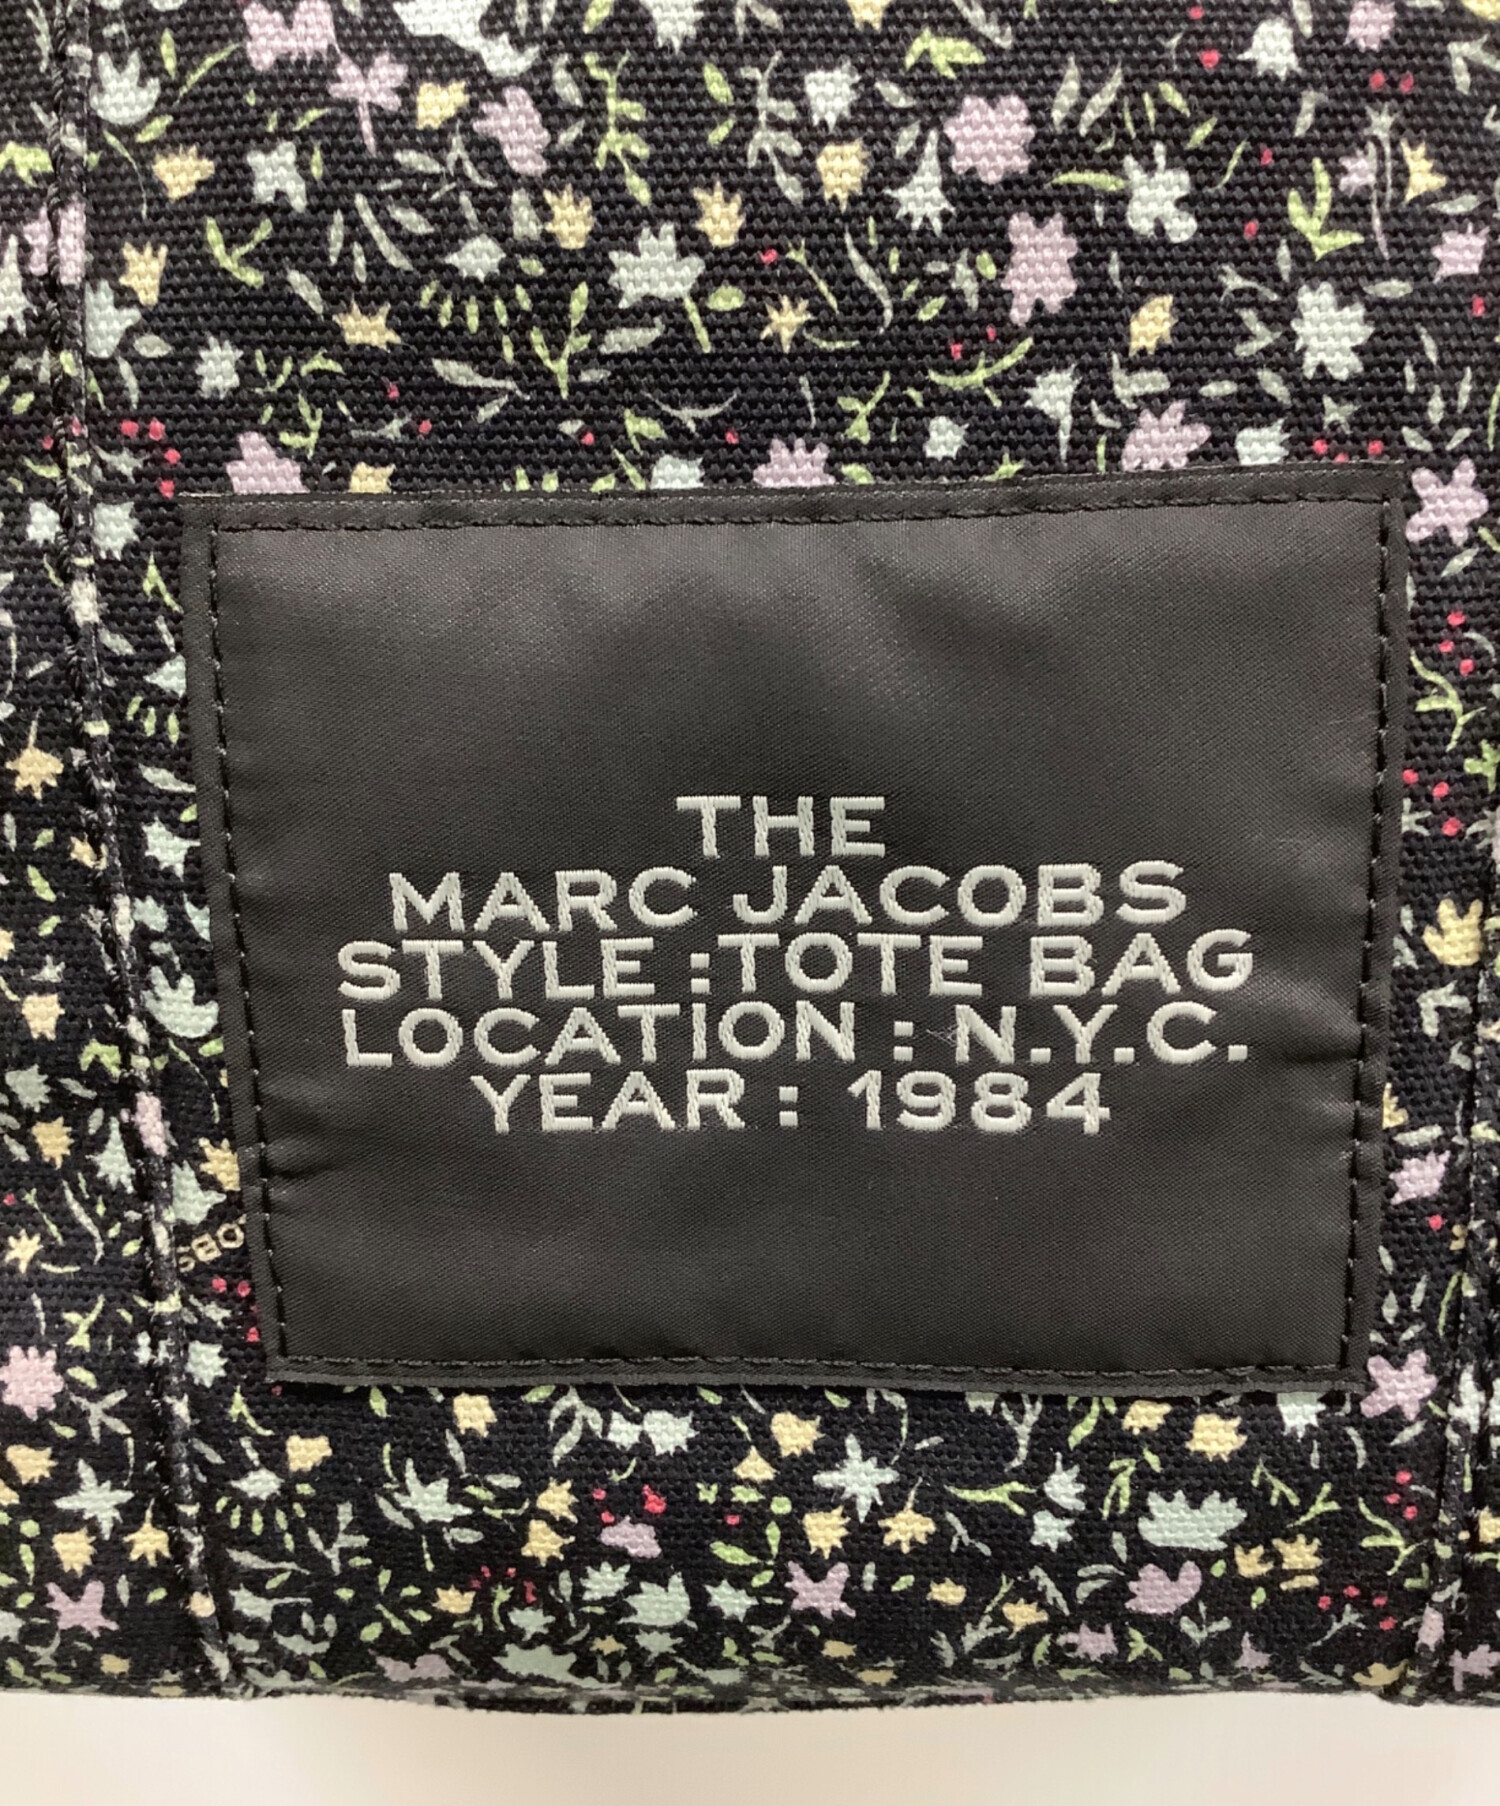 THE
MARC JACOBS
STYLE :TOTE BAG
LOCATION : N.Y.C.
YEAR : 1984